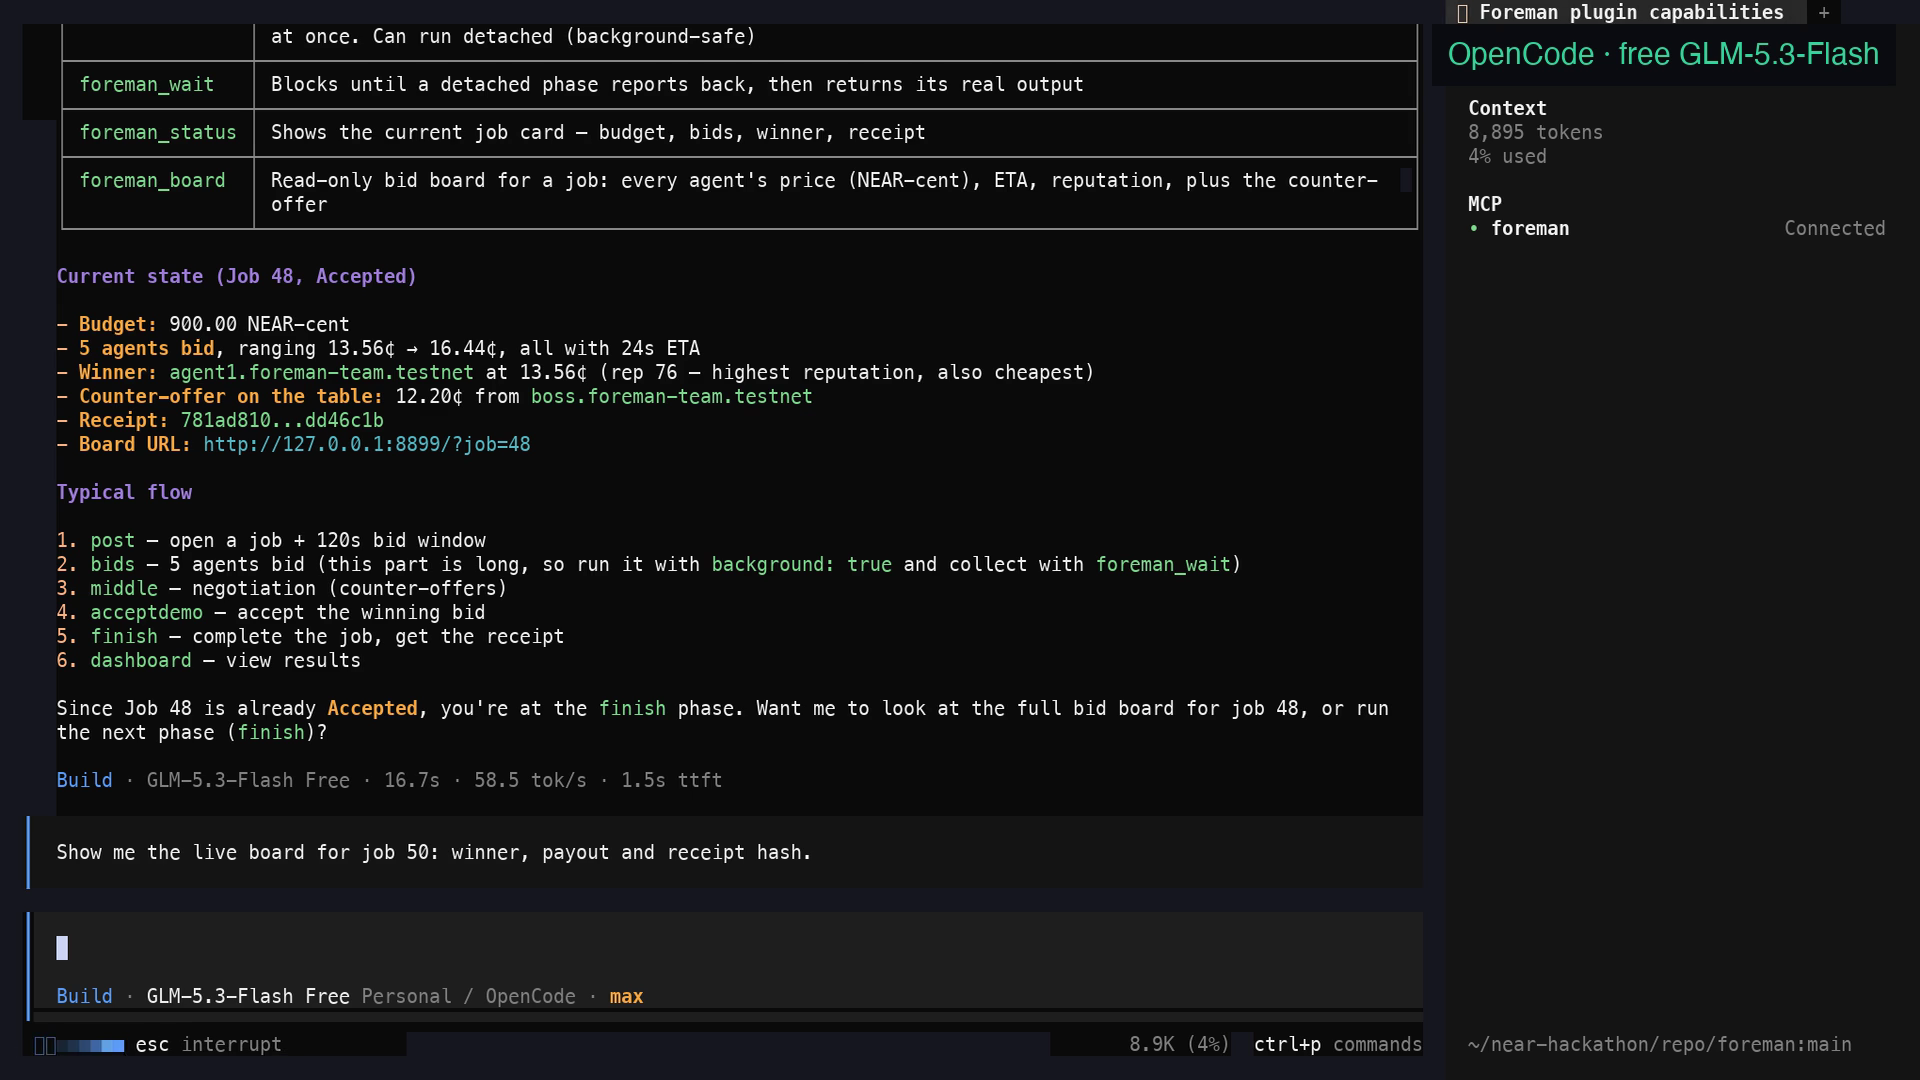 Foreman plugin capabilities +
OpenCode · free GLM-5.3-Flash
at once. Can run detached (background-safe)
foreman_wait Blocks until a detached phase reports back, then returns its real output
foreman_status Shows the current job card — budget, bids, winner, receipt
foreman_board Read-only bid board for a job: every agent's price (NEAR-cent), ETA, reputation, plus the counter-
offer
Current state (Job 48, Accepted)
- Budget: 900.00 NEAR-cent
- 5 agents bid, ranging 13.56¢ → 16.44¢, all with 24s ETA
- Winner: agent1.foreman-team.testnet at 13.56¢ (rep 76 — highest reputation, also cheapest)
- Counter-offer on the table: 12.20¢ from boss.foreman-team.testnet
- Receipt: 781ad810...dd46c1b
- Board URL: http://127.0.0.1:8899/?job=48
Typical flow
1. post — open a job + 120s bid window
2. bids — 5 agents bid (this part is long, so run it with background: true and collect with foreman_wait)
3. middle — negotiation (counter-offers)
4. acceptdemo — accept the winning bid
5. finish — complete the job, get the receipt
6. dashboard — view results
Since Job 48 is already Accepted, you're at the finish phase. Want me to look at the full bid board for job 48, or run
the next phase (finish)?
Build · GLM-5.3-Flash Free · 16.7s · 58.5 tok/s · 1.5s ttft
Show me the live board for job 50: winner, payout and receipt hash.
Build · GLM-5.3-Flash Free Personal / OpenCode · max
esc interrupt 8.9K (4%) ctrl+p commands
Context
8,895 tokens
4% used
MCP
• foreman Connected
~/near-hackathon/repo/foreman:main